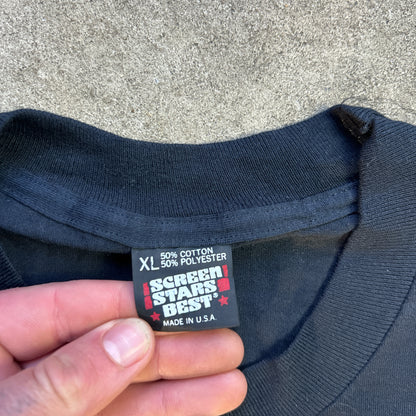 XL 50% COTTON
50% POLYESTER
SCREEN
STARS
BEST®
MADE IN U.S.A.